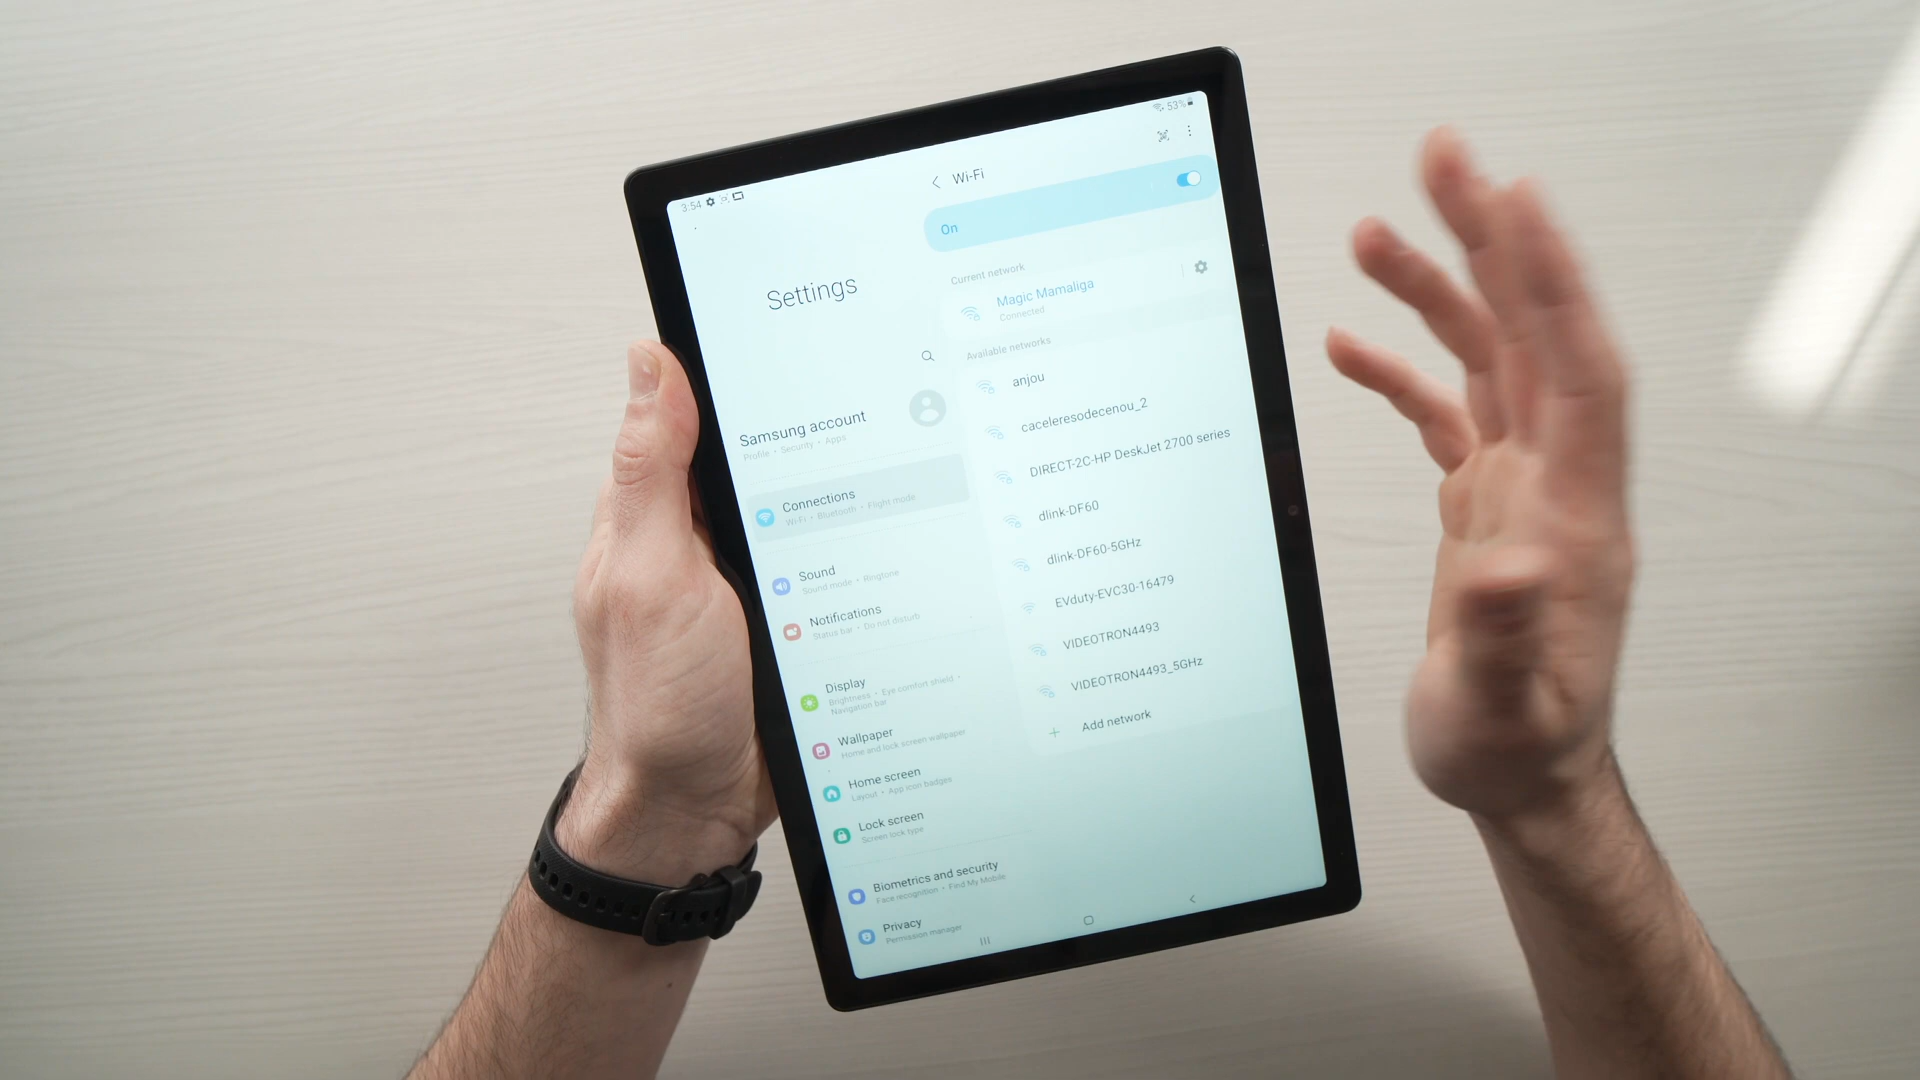 3:54
53%
Settings
Samsung account
Profile • Security • Apps
Connections
Wi-Fi • Bluetooth • Flight mode
Sound
Sound mode • Ringtone
Notifications
Status bar • Do not disturb
Display
Brightness • Eye comfort shield •
Navigation bar
Wallpaper
Home and lock screen wallpaper
Home screen
Layout • App icon badges
Lock screen
Screen lock type
Biometrics and security
Face recognition • Find My Mobile
Privacy
Permission manager
Wi-Fi
On
Current network
Magic Mamaliga
Connected
Available networks
anjou
caceleresodecenou_2
DIRECT-2C-HP DeskJet 2700 series
dlink-DF60
dlink-DF60-5GHz
EVduty-EVC30-16479
VIDEOTRON4493
VIDEOTRON4493_5GHz
Add network